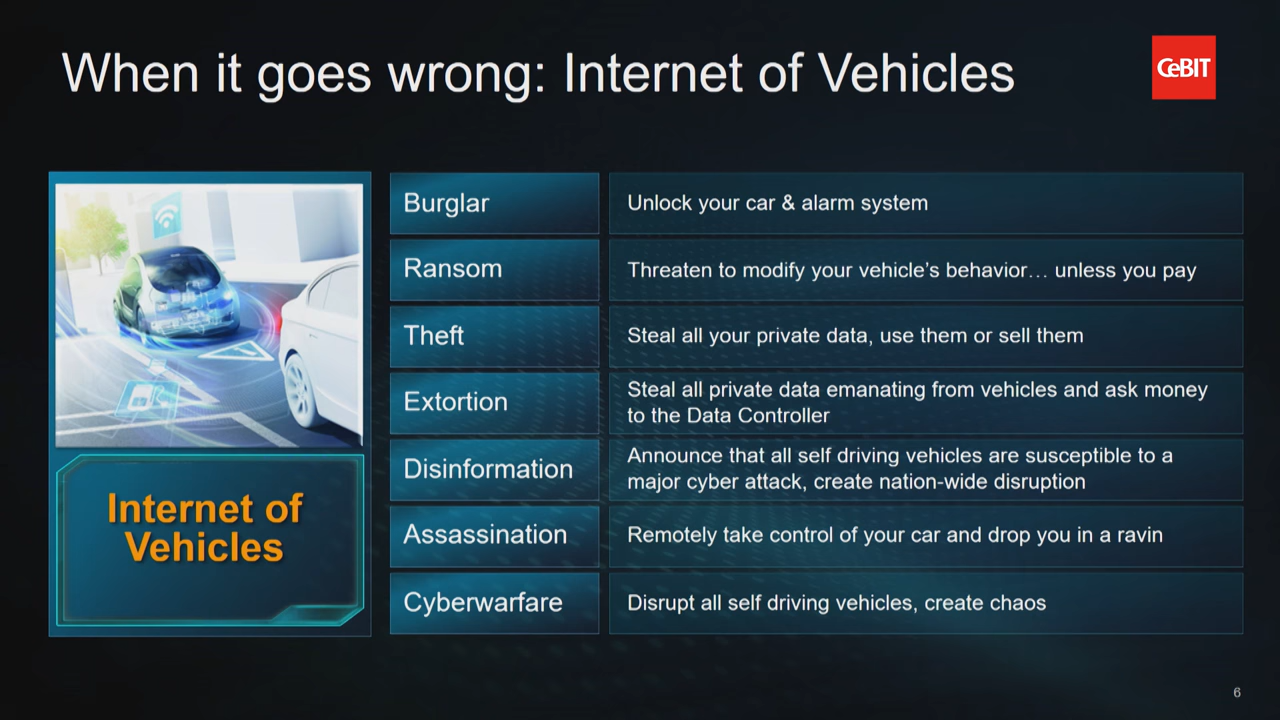 When it goes wrong: Internet of Vehicles
CeBIT
Burglar
Unlock your car & alarm system
Ransom
Threaten to modify your vehicle's behavior… unless you pay
Theft
Steal all your private data, use them or sell them
Extortion
Steal all private data emanating from vehicles and ask money
to the Data Controller
Disinformation
Announce that all self driving vehicles are susceptible to a
major cyber attack, create nation-wide disruption
Assassination
Remotely take control of your car and drop you in a ravin
Cyberwarfare
Disrupt all self driving vehicles, create chaos
Internet of
Vehicles
6